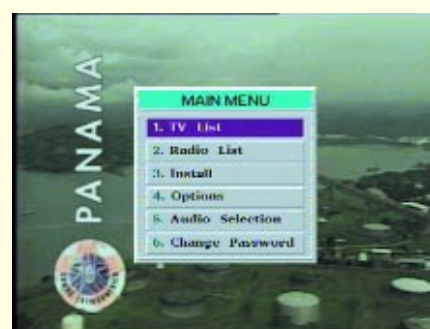 PANAMA
MAIN MENU
1. TV List
2. Radio List
3. Install
4. Options
5. Audio Selection
6. Change Password